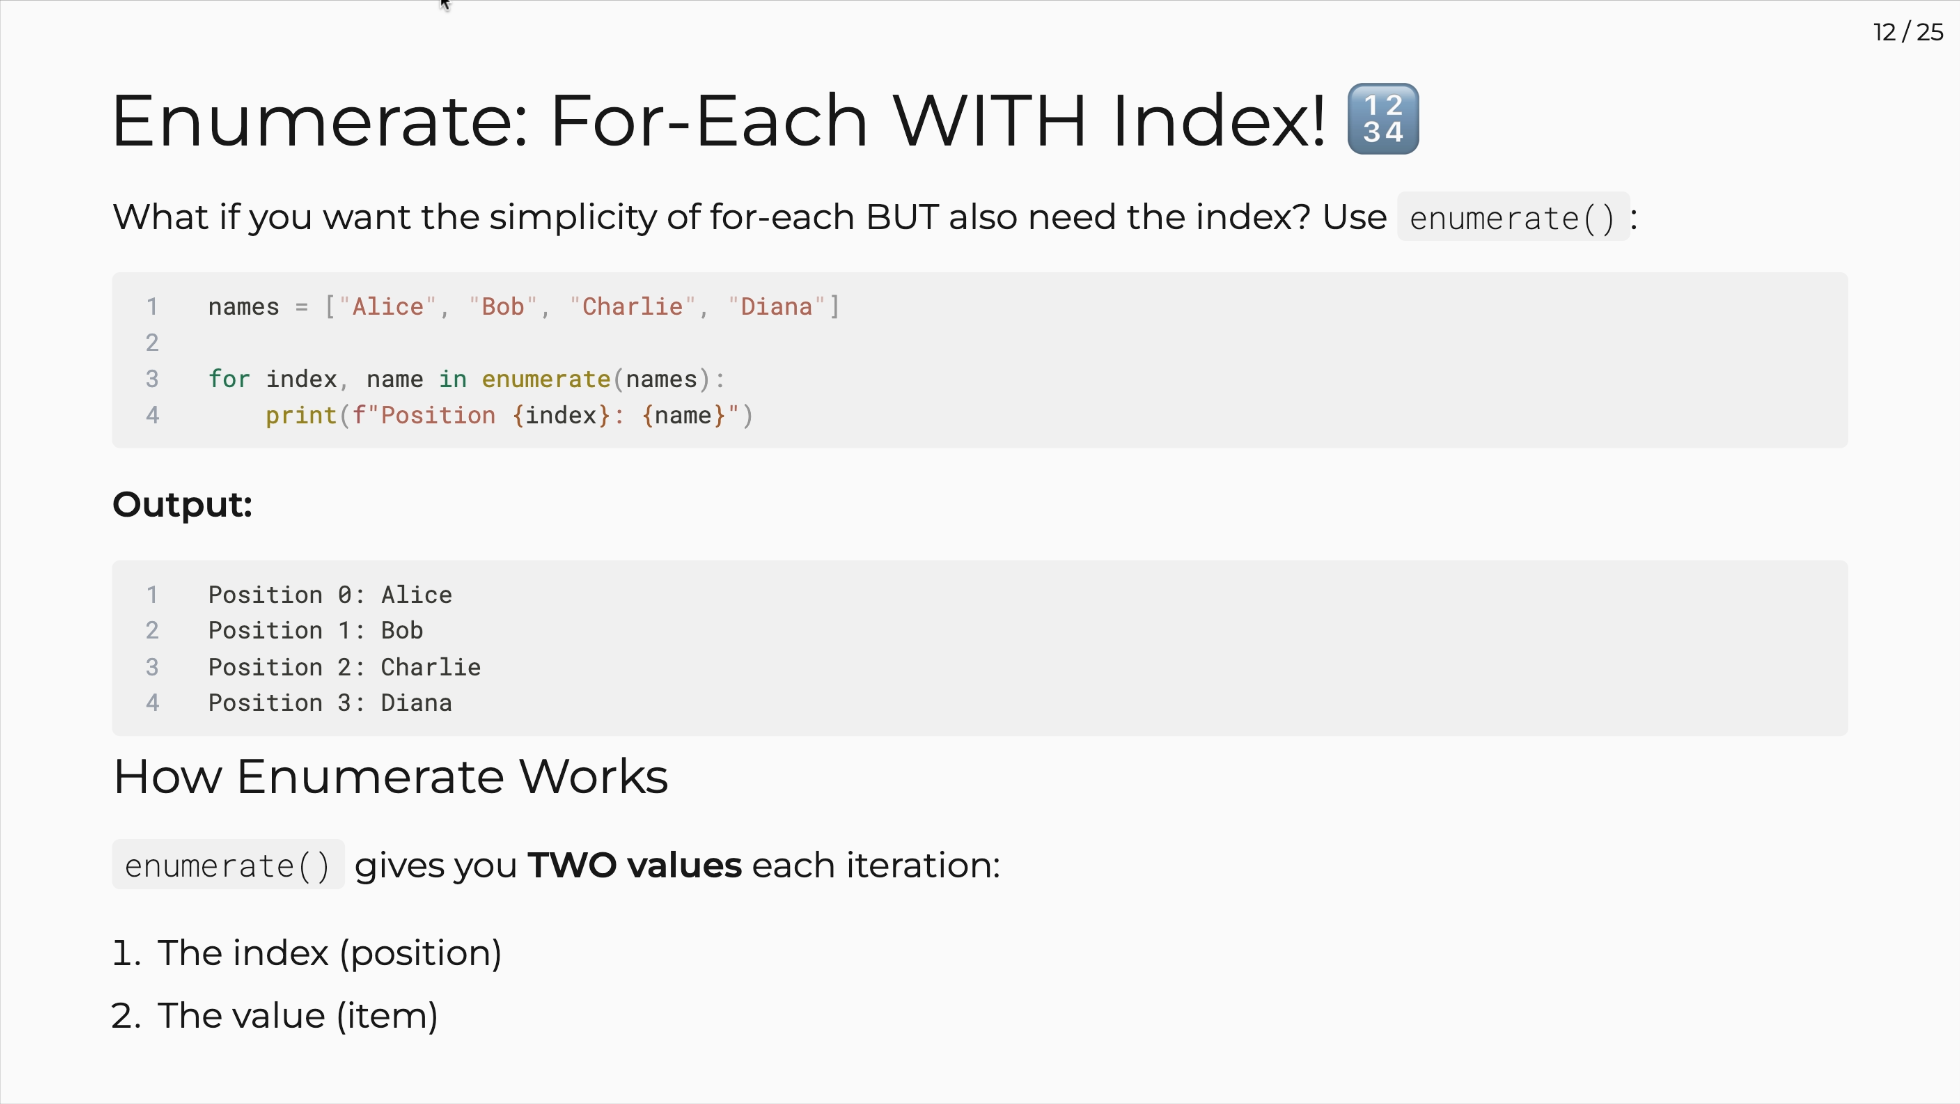 12 / 25
Enumerate: For-Each WITH Index! 🔢
What if you want the simplicity of for-each BUT also need the index? Use enumerate():
1 names = ["Alice", "Bob", "Charlie", "Diana"]
2
3 for index, name in enumerate(names):
4     print(f"Position {index}: {name}")
Output:
1 Position 0: Alice
2 Position 1: Bob
3 Position 2: Charlie
4 Position 3: Diana
How Enumerate Works
enumerate() gives you TWO values each iteration:
1. The index (position)
2. The value (item)